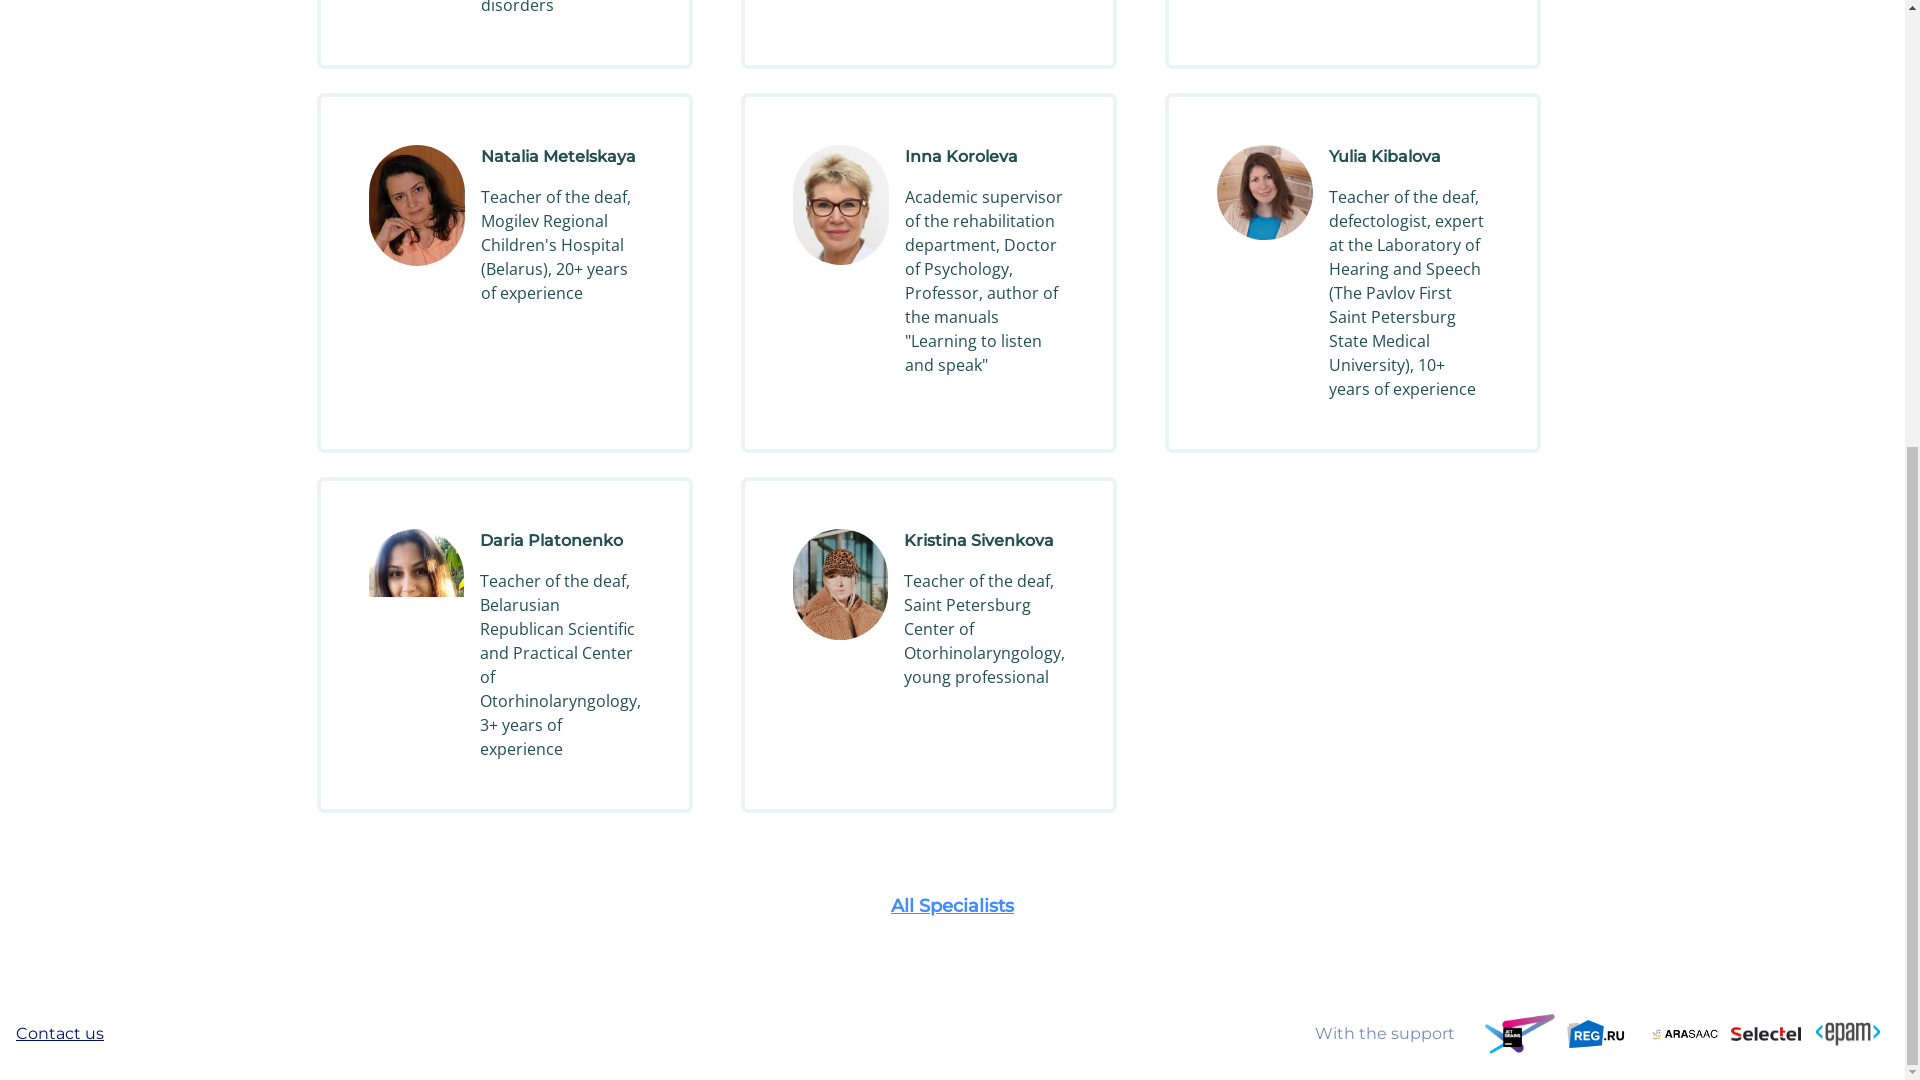 disorders
Natalia Metelskaya
Teacher of the deaf,
Mogilev Regional
Children's Hospital
(Belarus), 20+ years
of experience
Inna Koroleva
Academic supervisor
of the rehabilitation
department, Doctor
of Psychology,
Professor, author of
the manuals
"Learning to listen
and speak"
Yulia Kibalova
Teacher of the deaf,
defectologist, expert
at the Laboratory of
Hearing and Speech
(The Pavlov First
Saint Petersburg
State Medical
University), 10+
years of experience
Daria Platonenko
Teacher of the deaf,
Belarusian
Republican Scientific
and Practical Center
of
Otorhinolaryngology,
3+ years of
experience
Kristina Sivenkova
Teacher of the deaf,
Saint Petersburg
Center of
Otorhinolaryngology,
young professional
All Specialists
Contact us
With the support
JET
BRAINS
REG.RU
ARASAAC
Selectel
<epam>